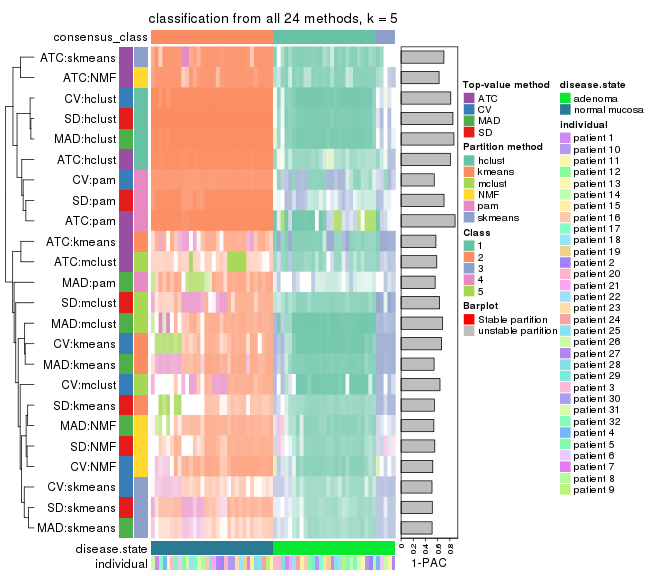 classification from all 24 methods, k = 5
consensus_class
ATC:skmeans
ATC:NMF
CV:hclust
SD:hclust
MAD:hclust
ATC:hclust
CV:pam
SD:pam
ATC:pam
ATC:kmeans
ATC:mclust
MAD:pam
SD:mclust
MAD:mclust
CV:kmeans
MAD:kmeans
CV:mclust
SD:kmeans
MAD:NMF
SD:NMF
CV:NMF
CV:skmeans
SD:skmeans
MAD:skmeans
disease.state
individual
0 0.2 0.4 0.6 0.8
1-PAC
Top-value method
ATC
CV
MAD
SD
Partition method
hclust
kmeans
mclust
NMF
pam
skmeans
Class
1
2
3
4
5
Barplot
Stable partition
unstable partition
disease.state
adenoma
normal mucosa
individual
patient 1
patient 10
patient 11
patient 12
patient 13
patient 14
patient 15
patient 16
patient 17
patient 18
patient 19
patient 2
patient 20
patient 21
patient 22
patient 23
patient 24
patient 25
patient 26
patient 27
patient 28
patient 29
patient 3
patient 30
patient 31
patient 32
patient 4
patient 5
patient 6
patient 7
patient 8
patient 9